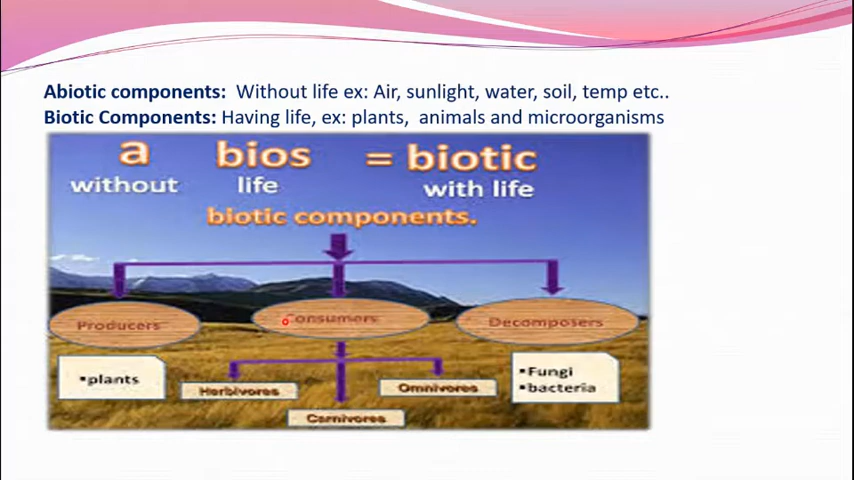 Abiotic components: Without life ex: Air, sunlight, water, soil, temp etc..
Biotic Components: Having life, ex: plants, animals and microorganisms
a bios = biotic
without life with life
biotic components.
Producers Consumers Decomposers
▪plants
▪Fungi
▪bacteria
Herbivores Omnivores
Carnivores